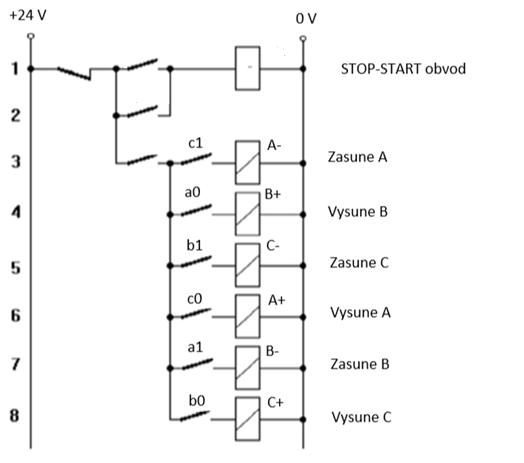 +24 V
0 V
1
STOP-START obvod
2
3
c1
A-
Zasune A
4
a0
B+
Vysune B
5
b1
C-
Zasune C
6
c0
A+
Vysune A
7
a1
B-
Zasune B
8
b0
C+
Vysune C